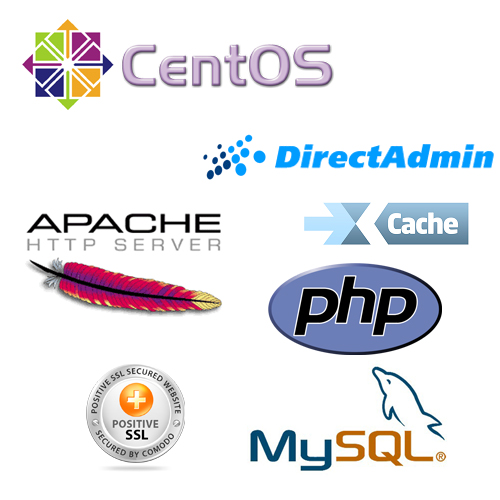 CentOS
DirectAdmin
APACHE
HTTP SERVER
X Cache
php
POSITIVE SSL SECURED WEBSITE
POSITIVE
SSL
SECURED BY COMODO
MySQL®